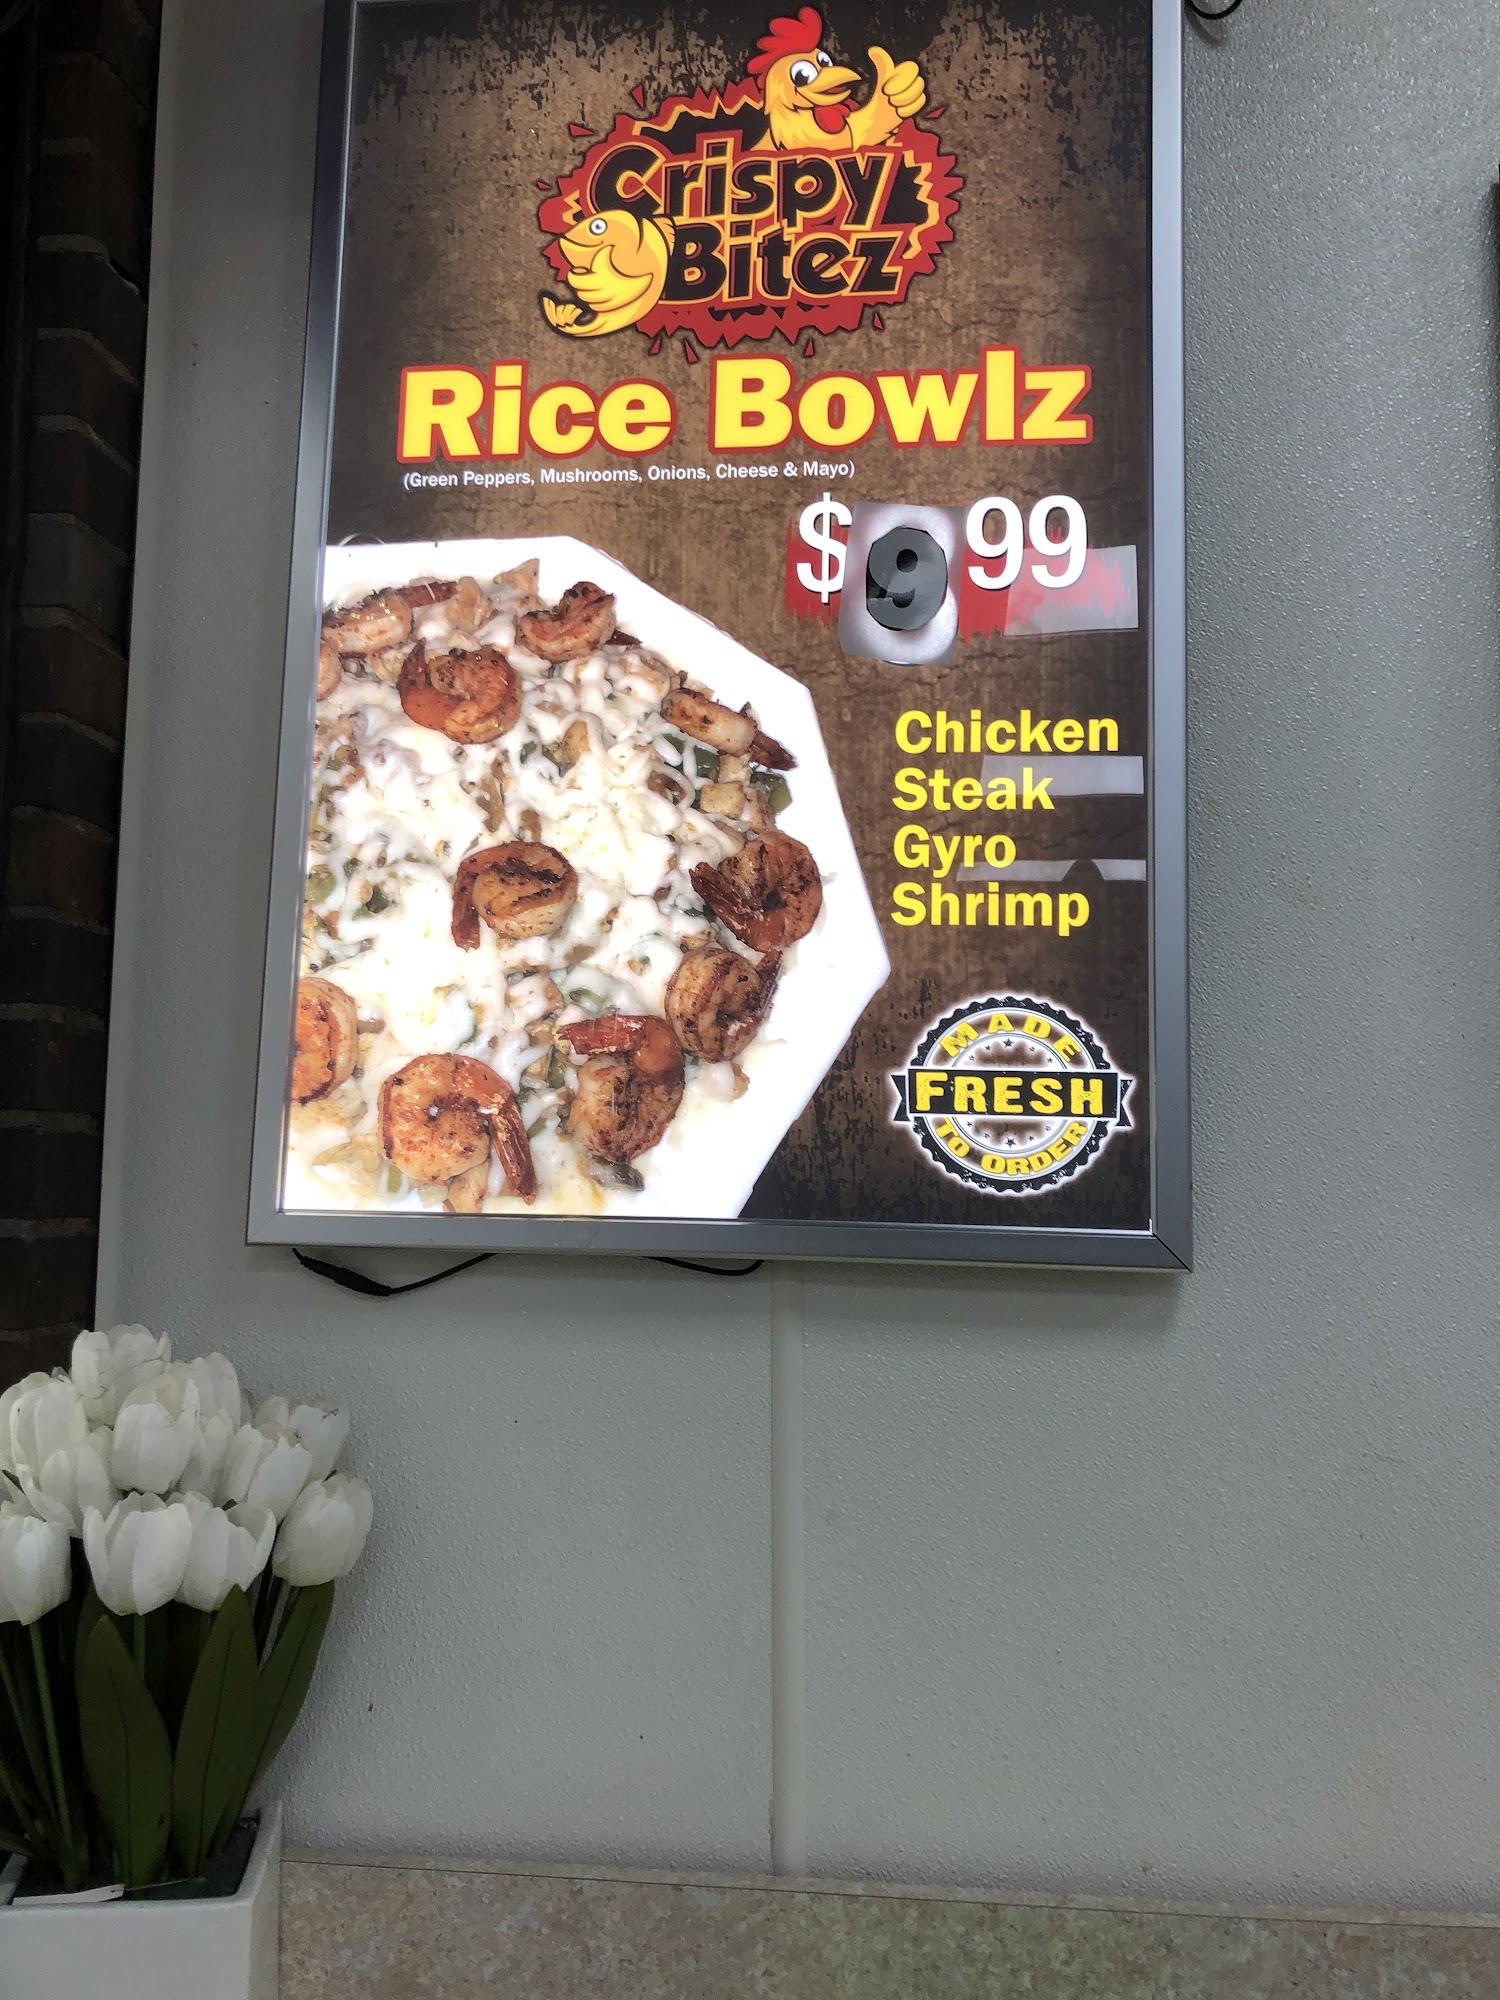 Crispy
Bitez
Rice Bowlz
(Green Peppers, Mushrooms, Onions, Cheese & Mayo)
$9 99
Chicken
Steak
Gyro
Shrimp
MADE
FRESH
TO ORDER